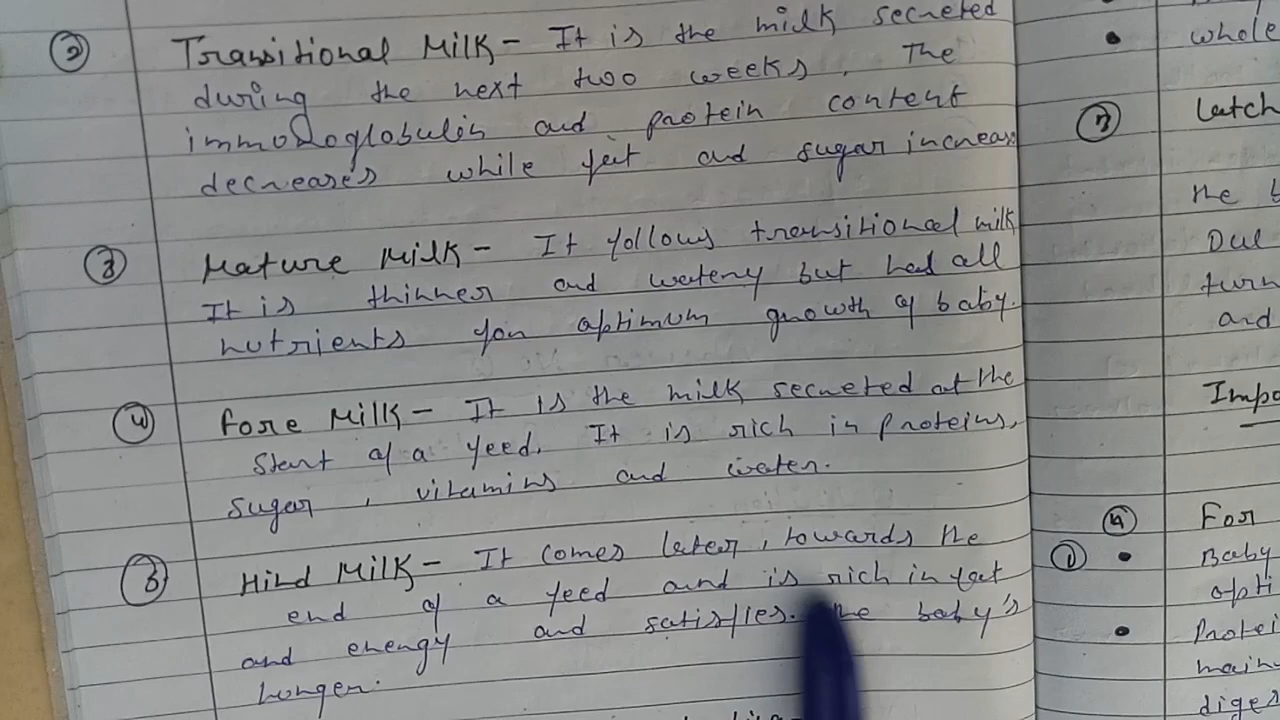 ② Transitional Milk - It is the milk secreted
during the next two weeks. The
immunoglobulin and protein content
decreases while fat and sugar increas
③ Mature Milk - It follows transitional milk
It is thinner and watery but had all
nutrients for optimum growth of baby.
④ Fore Milk - It is the milk secreted at the
start of a feed. It is rich in proteins,
sugar, vitamins and water.
⑤ Hind Milk - It comes later, towards the
end of a feed and is rich in fat
and energy and satisfies. the baby's
hunger.
• whole
③ Latch
the b
Due
turn
and
Impo
④ For
① • Baby
opti
• Protei
main
diges